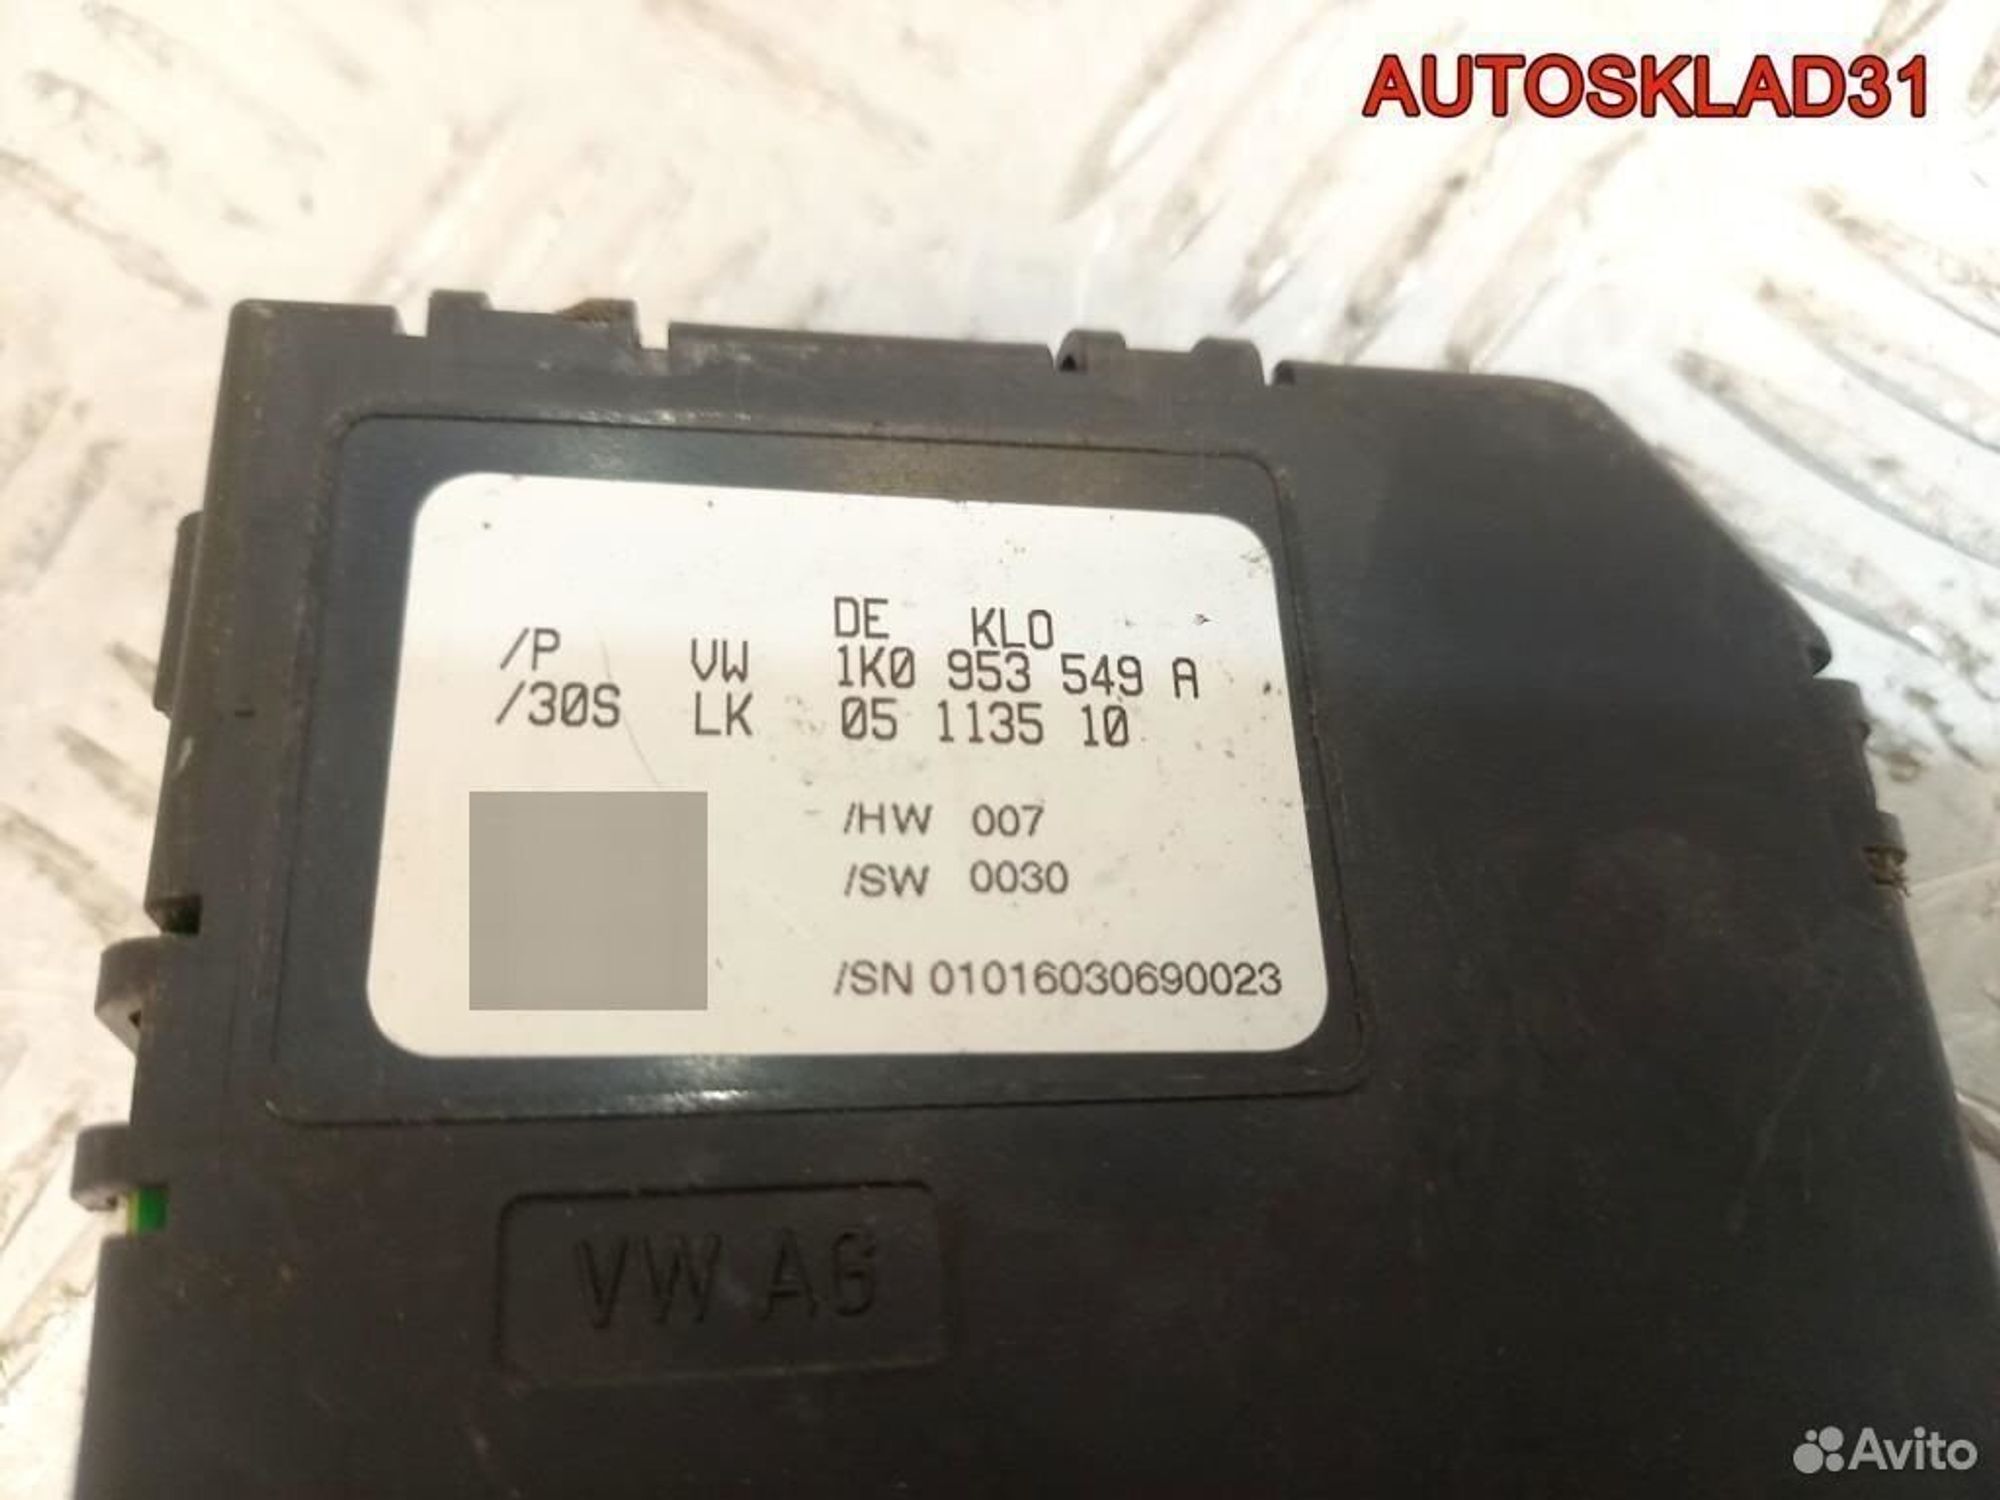 AUTOSKLAD31
DE KLO
/P VW 1K0 953 549 A
/30S LK 05 1135 10
/HW 007
/SW 0030
/SN 01016030690023
VW AG
Avito